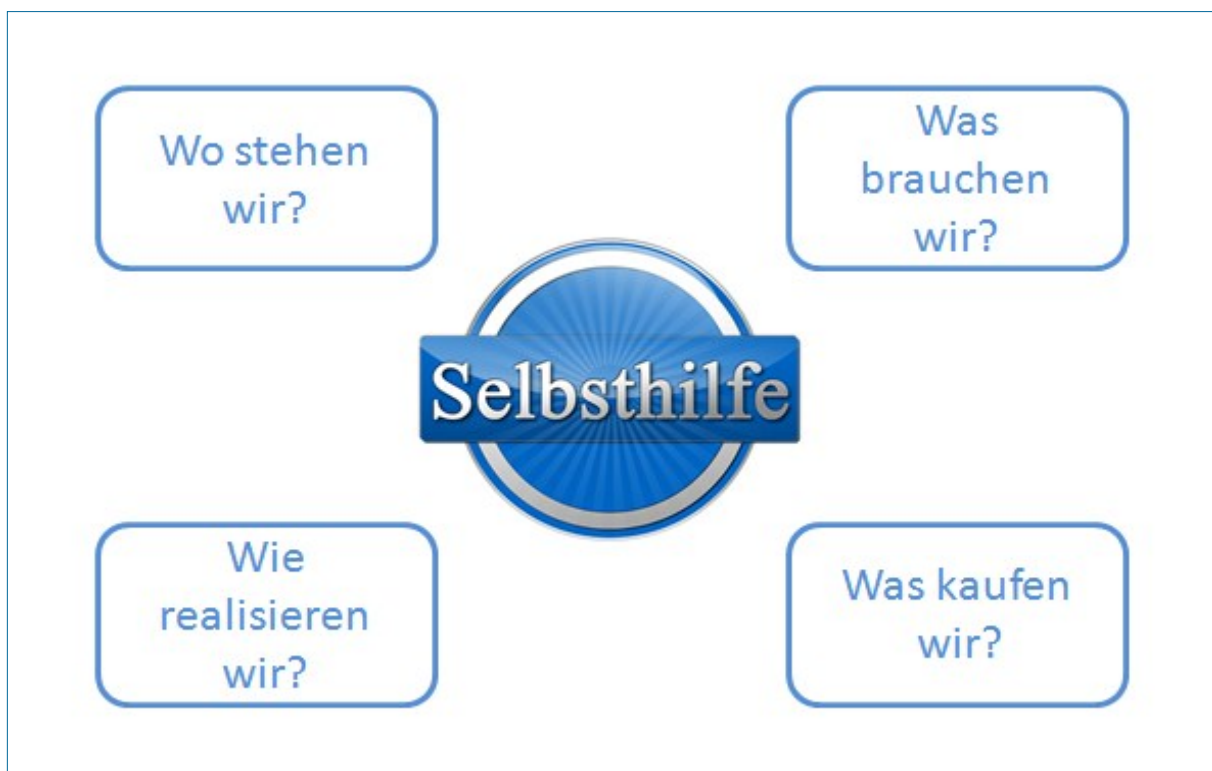 Wo stehen
wir?
Was
brauchen
wir?
Selbsthilfe
Wie
realisieren
wir?
Was kaufen
wir?